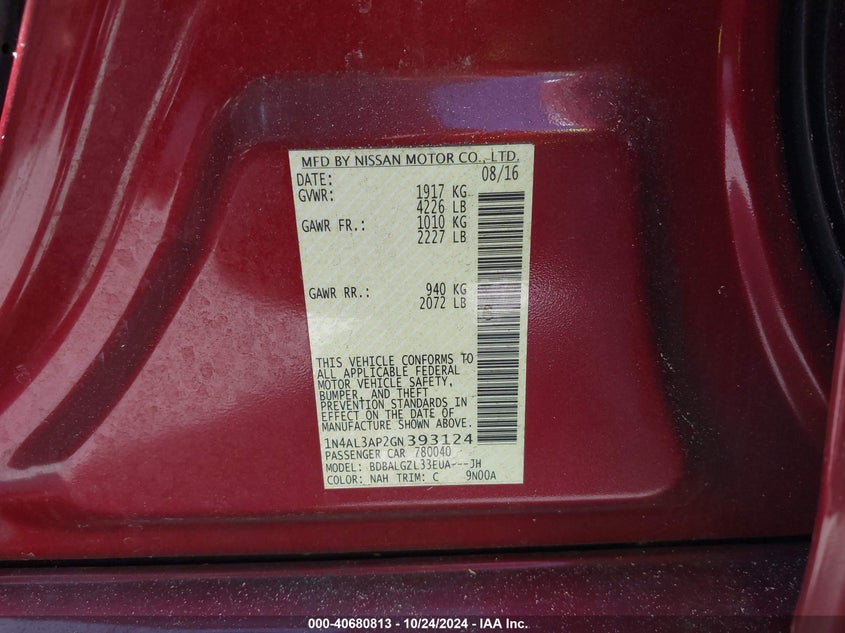 MFD BY NISSAN MOTOR CO., LTD.
DATE: 08/16
GVWR: 1917 KG
4226 LB
GAWR FR.: 1010 KG
2227 LB
GAWR RR.: 940 KG
2072 LB
THIS VEHICLE CONFORMS TO
ALL APPLICABLE FEDERAL
MOTOR VEHICLE SAFETY,
BUMPER, AND THEFT
PREVENTION STANDARDS IN
EFFECT ON THE DATE OF
MANUFACTURE SHOWN ABOVE.
1N4AL3AP2GN393124
PASSENGER CAR 780040
MODEL: BDBALGZL33EUA---JH
COLOR: NAH TRIM: C 9N00A
000-40680813 - 10/24/2024 - IAA Inc.